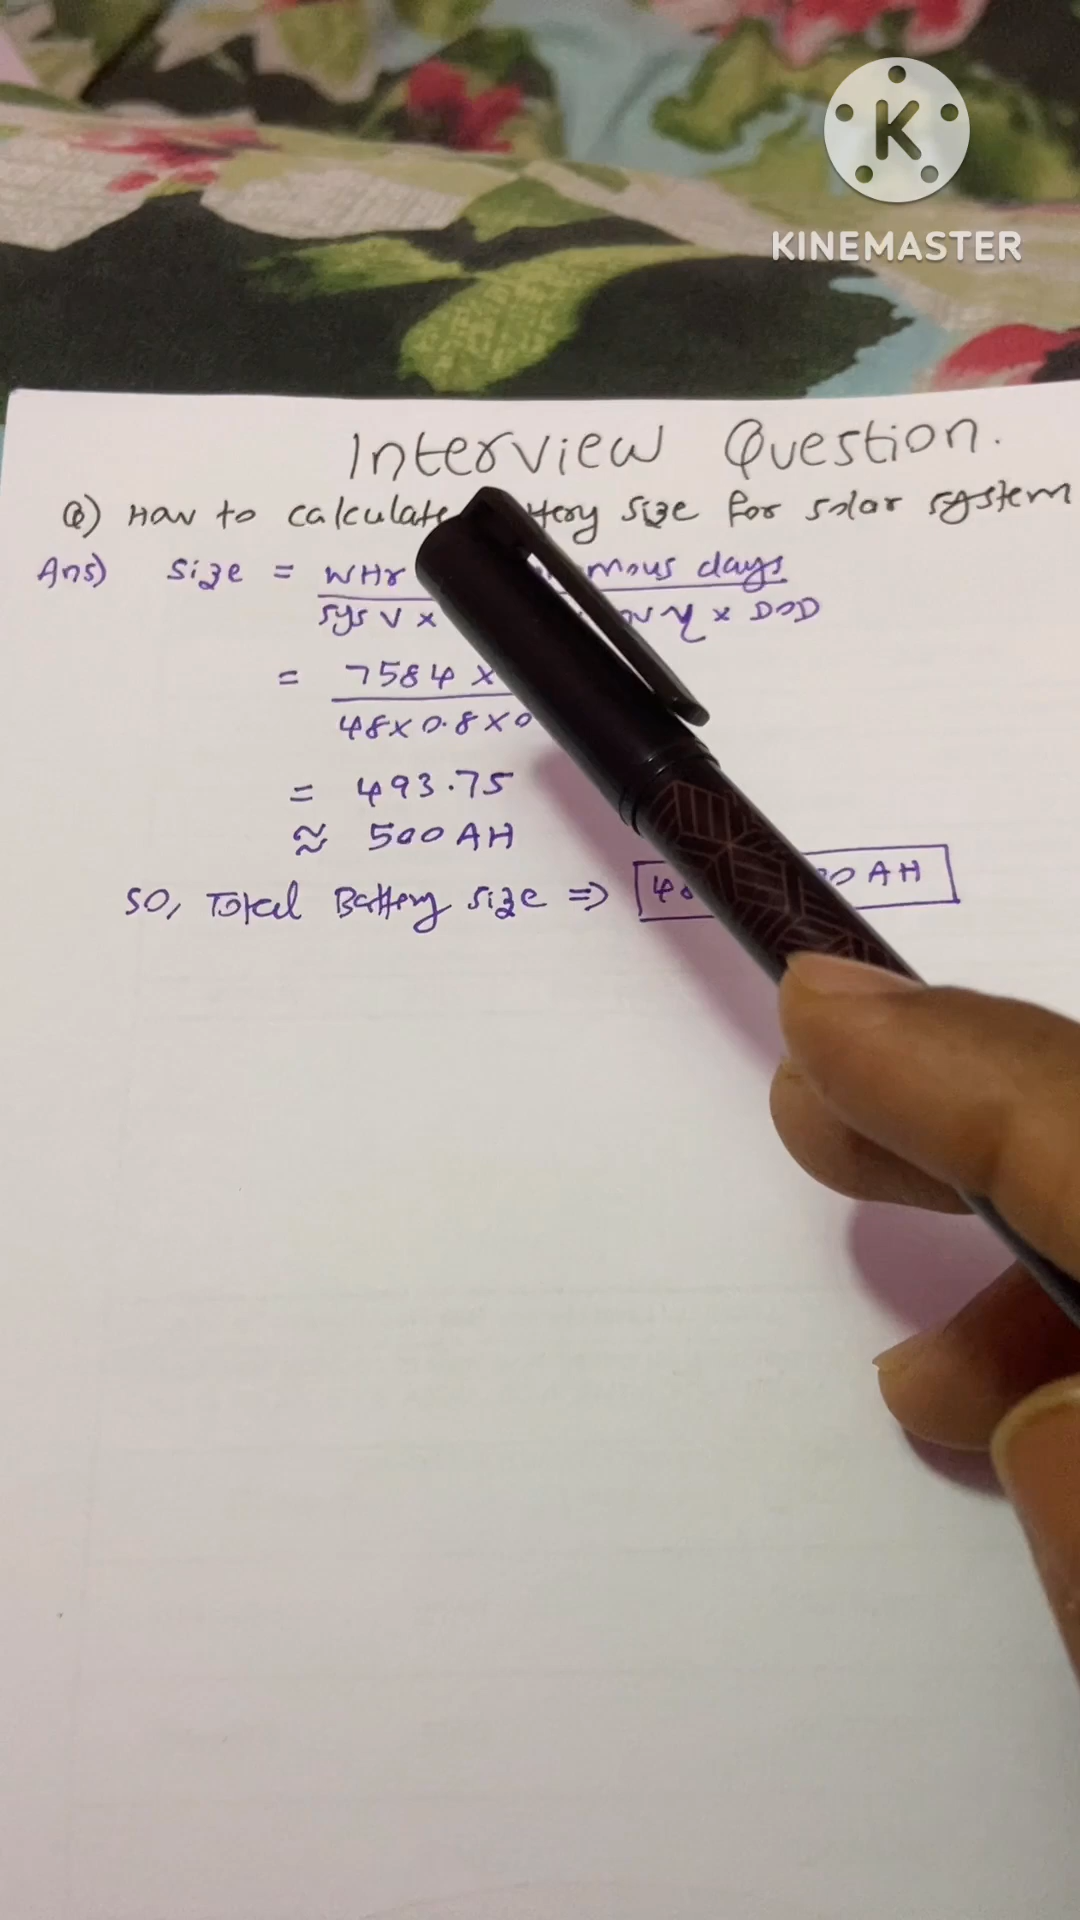 K
KINEMASTER
Interview Question.
Q) How to calculate size for solar system
Ans) size = WHr days
sys V x η x DOD
= 7584 x
48 x 0.8 x 0
= 493.75
≈ 500 AH
SO, Total Battery size ⇒ AH